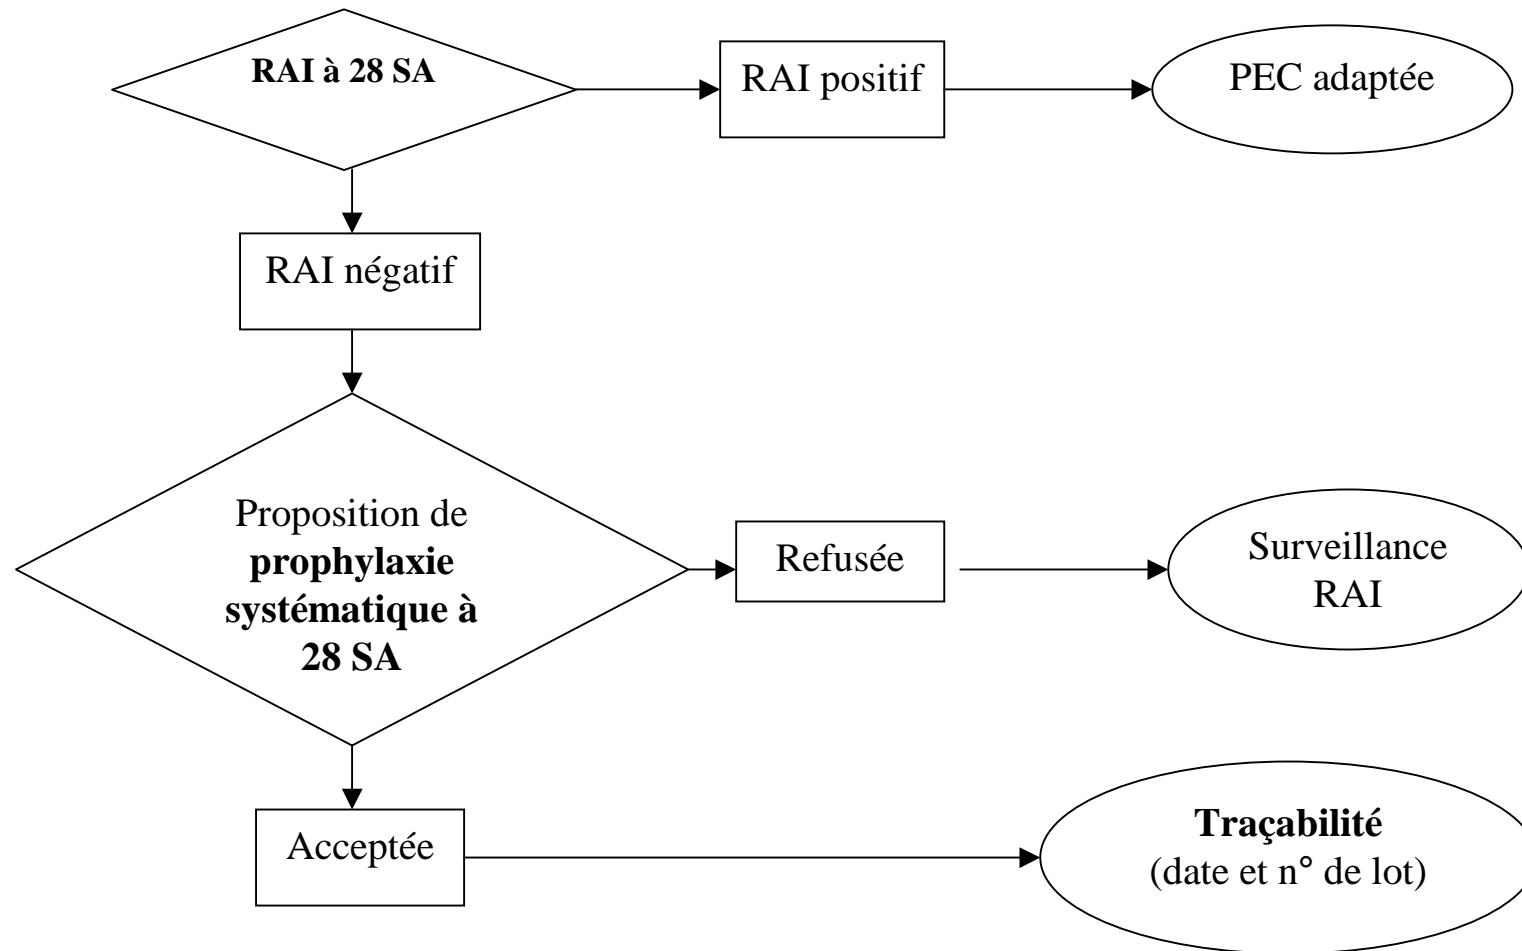 RAI à 28 SA
RAI positif
PEC adaptée
RAI négatif
Proposition de
prophylaxie
systématique à
28 SA
Refusée
Surveillance
RAI
Acceptée
Traçabilité
(date et n° de lot)